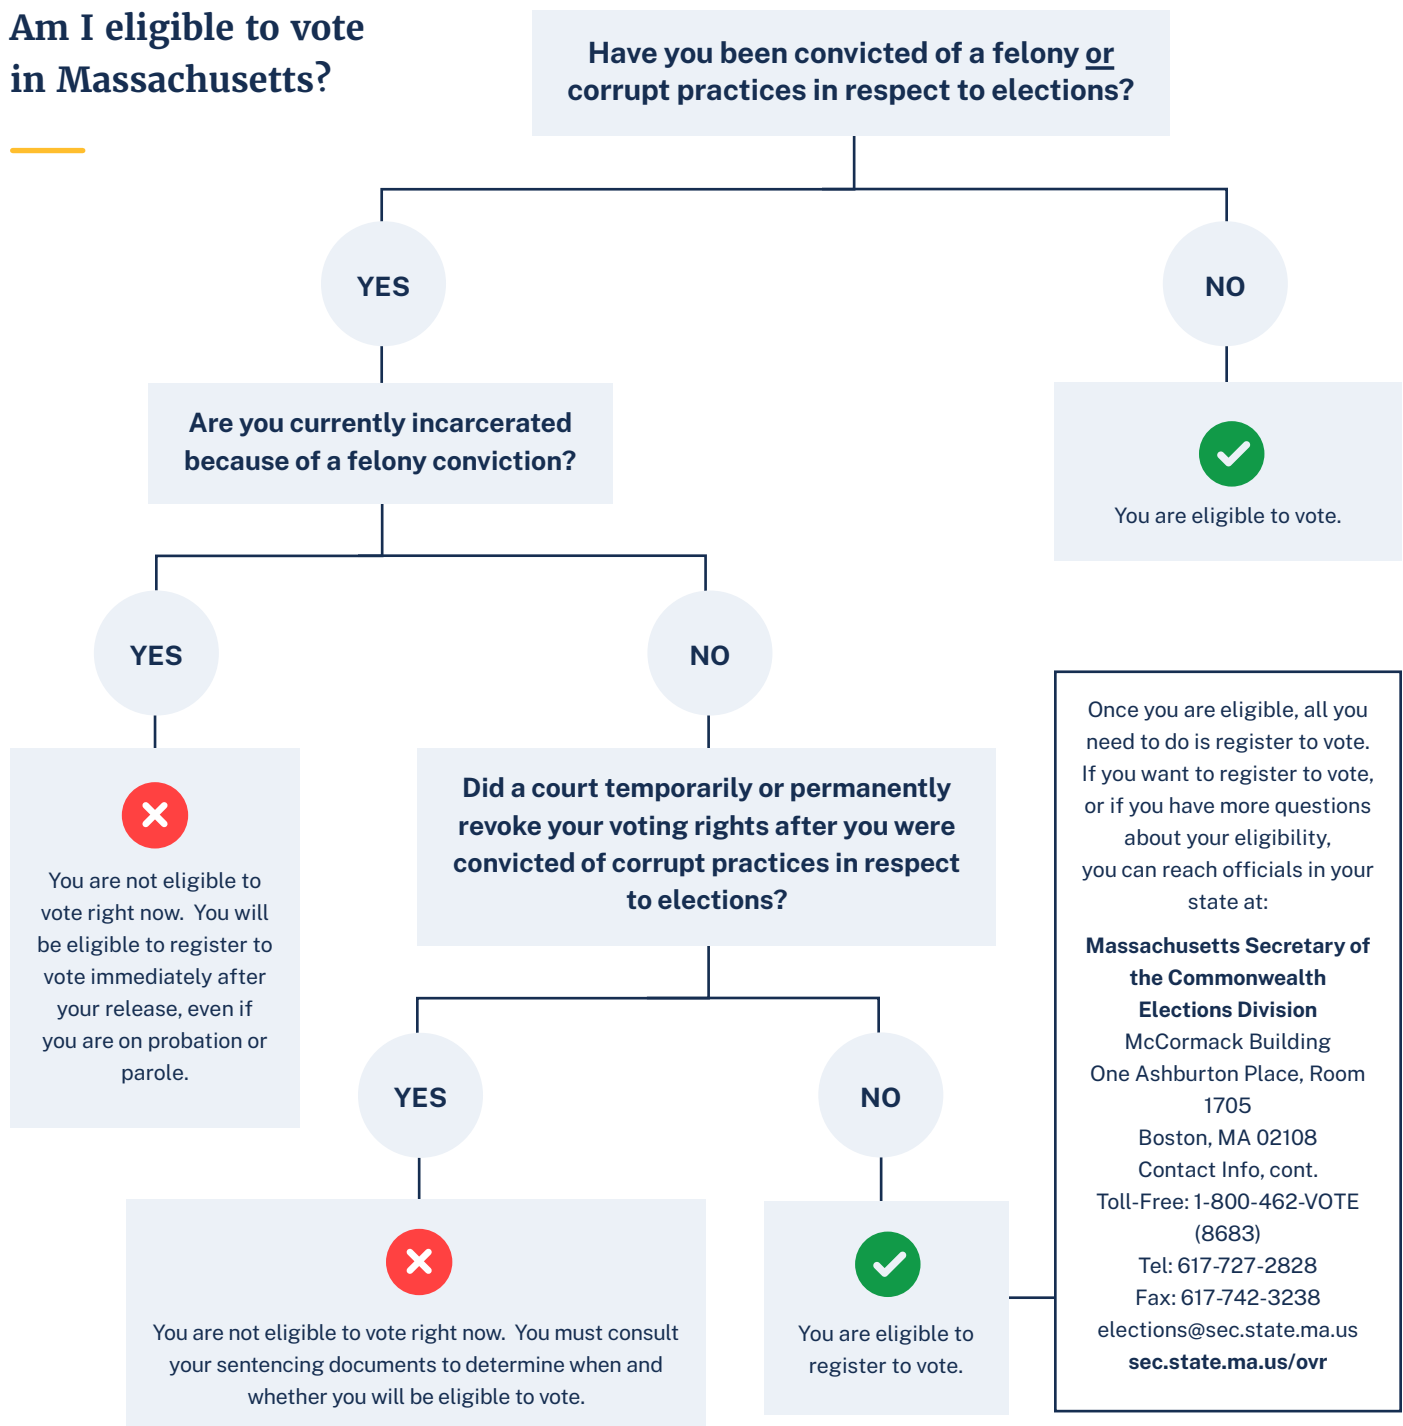 Am I eligible to vote
in Massachusetts?
Have you been convicted of a felony or
corrupt practices in respect to elections?
YES
NO
Are you currently incarcerated
because of a felony conviction?
You are eligible to vote.
YES
NO
You are not eligible to
vote right now.  You will
be eligible to register to
vote immediately after
your release, even if
you are on probation or
parole.
Did a court temporarily or permanently
revoke your voting rights after you were
convicted of corrupt practices in respect
to elections?
YES
NO
You are not eligible to vote right now.  You must consult
your sentencing documents to determine when and
whether you will be eligible to vote.
You are eligible to
register to vote.
Once you are eligible, all you
need to do is register to vote.
If you want to register to vote,
or if you have more questions
about your eligibility,
you can reach officials in your
state at:
Massachusetts Secretary of
the Commonwealth
Elections Division
McCormack Building
One Ashburton Place, Room
1705
Boston, MA 02108
Contact Info, cont.
Toll-Free: 1-800-462-VOTE
(8683)
Tel: 617-727-2828
Fax: 617-742-3238
elections@sec.state.ma.us
sec.state.ma.us/ovr